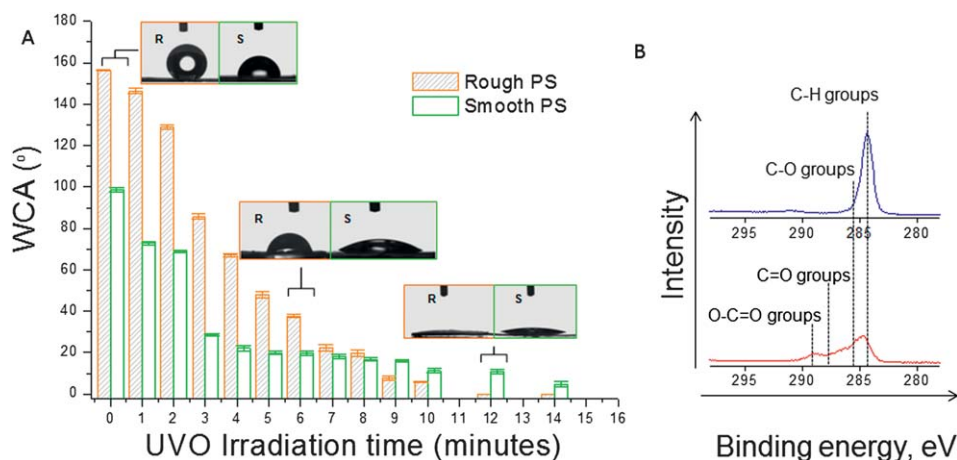 A
180
160
140
120
100
80
60
40
20
0
WCA (º)
R S
Rough PS
Smooth PS
R S
R S
0 1 2 3 4 5 6 7 8 9 10 11 12 13 14 15 16
UVO Irradiation time (minutes)
B
C-H groups
C-O groups
295 290 285 280
C=O groups
O-C=O groups
295 290 285 280
Intensity
Binding energy, eV